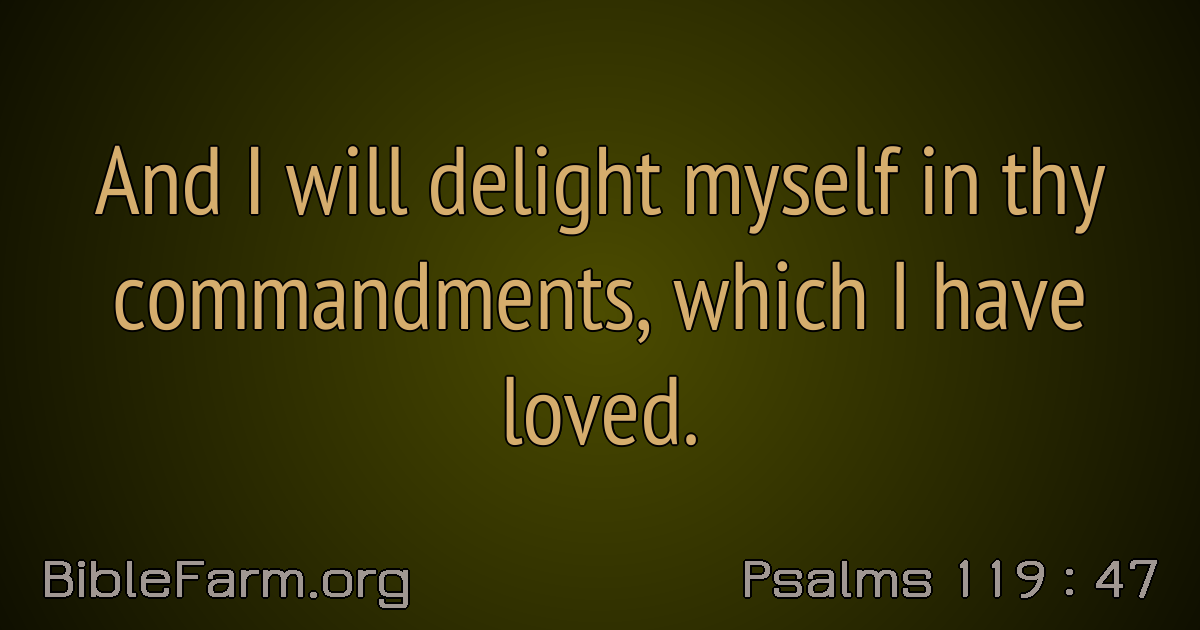 And I will delight myself in thy
commandments, which I have
loved.
BibleFarm.org
Psalms 119 : 47